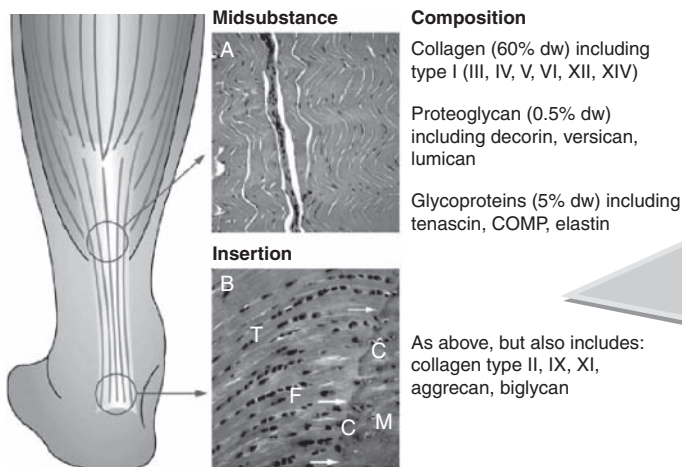 Midsubstance
A
Composition
Collagen (60% dw) including
type I (III, IV, V, VI, XII, XIV)
Proteoglycan (0.5% dw)
including decorin, versican,
lumican
Glycoproteins (5% dw) including
tenascin, COMP, elastin
Insertion
B
T
C
F
M
C
As above, but also includes:
collagen type II, IX, XI,
aggrecan, biglycan